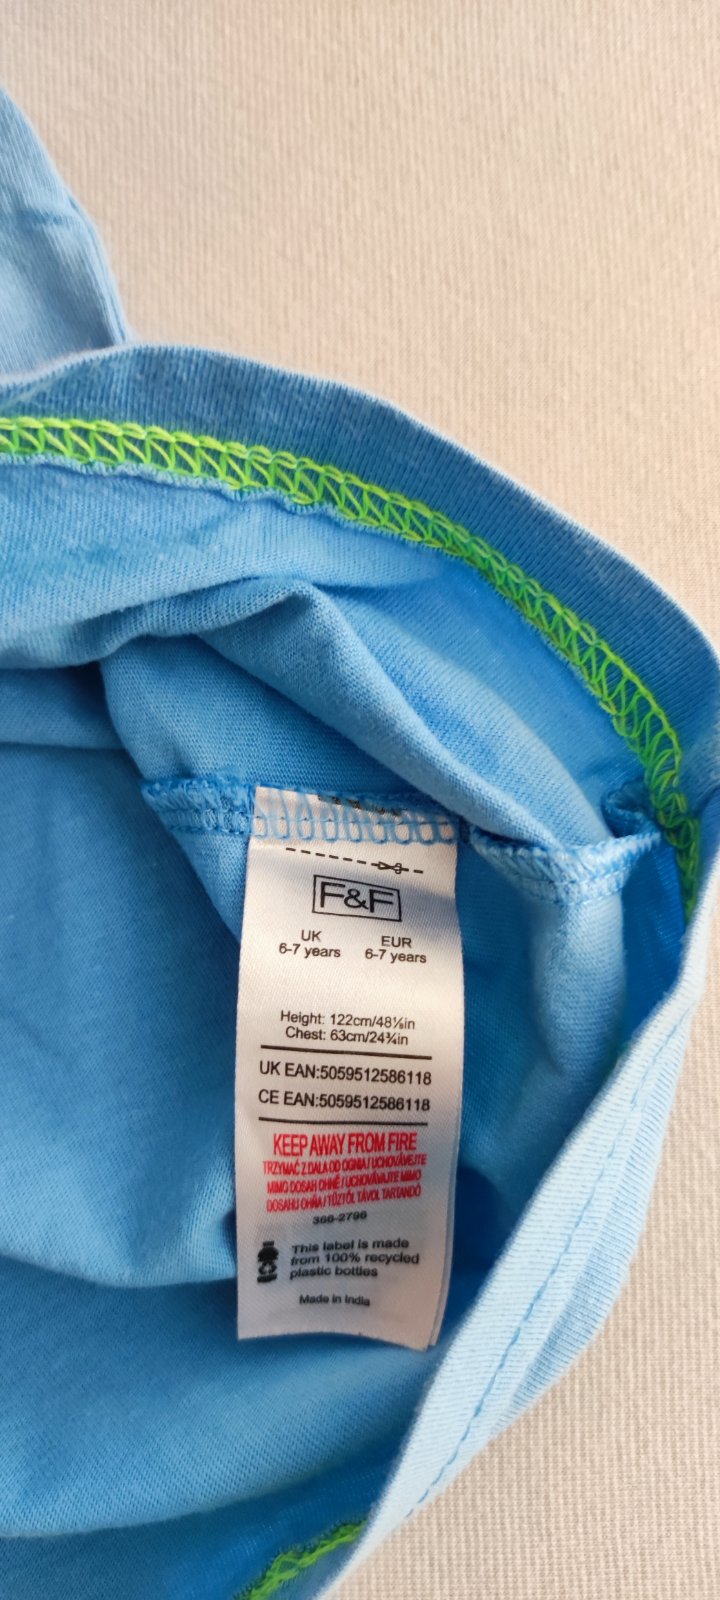 F&F
UK EUR
6-7 years 6-7 years
Height: 122cm/48⅛in
Chest: 63cm/24¾in
UK EAN:5059512586118
CE EAN:5059512586118
KEEP AWAY FROM FIRE
TRZYMAĆ Z DALA OD OGNIA / UCHOVÁVEJTE
MIMO DOSAH OHNĚ / UCHOVÁVAJTE MIMO
DOSAHU OHŇA / TŰZTŐL TÁVOL TARTANDÓ
366-2796
This label is made
from 100% recycled
plastic bottles
Made in India